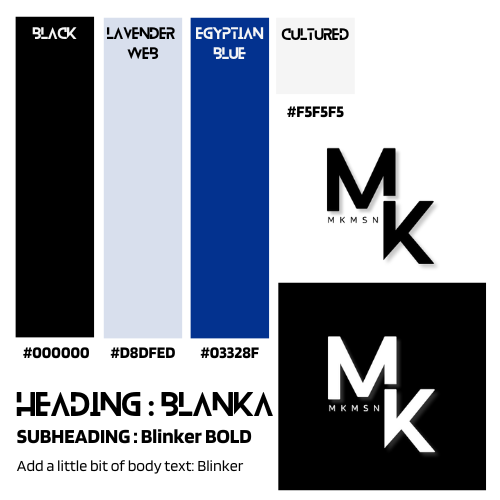 BLACK
LAVENDER
WEB
EGYPTIAN
BLUE
CULTURED
#F5F5F5
MK
MKMSN
#000000
#D8DFED
#03328F
MK
MKMSN
HEADING : BLANKA
SUBHEADING : Blinker BOLD
Add a little bit of body text: Blinker